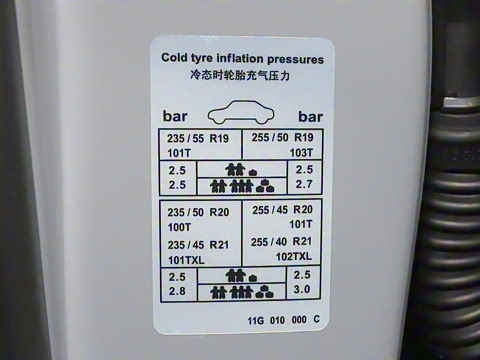 Cold tyre inflation pressures
冷态时轮胎充气压力
bar bar
235 / 55 R19 255 / 50 R19
101T 103T
2.5 2.5
2.5 2.7
235 / 50 R20 255 / 45 R20
100T 101T
235 / 45 R21 255 / 40 R21
101TXL 102TXL
2.5 2.5
2.8 3.0
11G 010 000 C